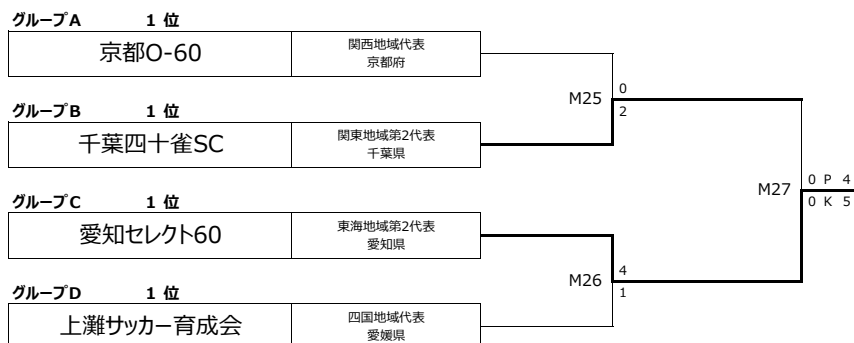 グループA 1 位
京都O-60
関西地域代表
京都府
M25
0
2
グループB 1 位
千葉四十雀SC
関東地域第2代表
千葉県
M27
0 P 4
0 K 5
グループC 1 位
愛知セレクト60
東海地域第2代表
愛知県
M26
4
1
グループD 1 位
上灘サッカー育成会
四国地域代表
愛媛県